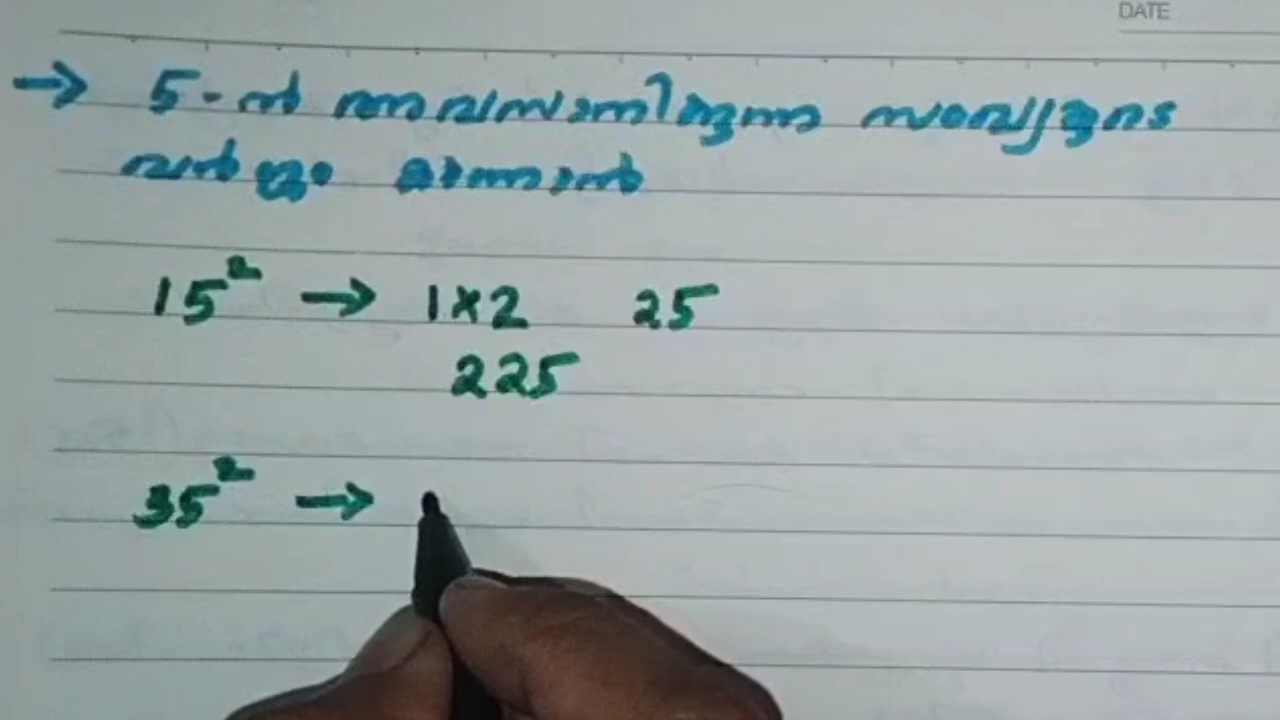 DATE
→ 5-ൽ അവസാനിക്കുന്ന സംഖ്യകളുടെ
വർഗ്ഗം കാണാൻ
15² → 1×2 25
225
35² →